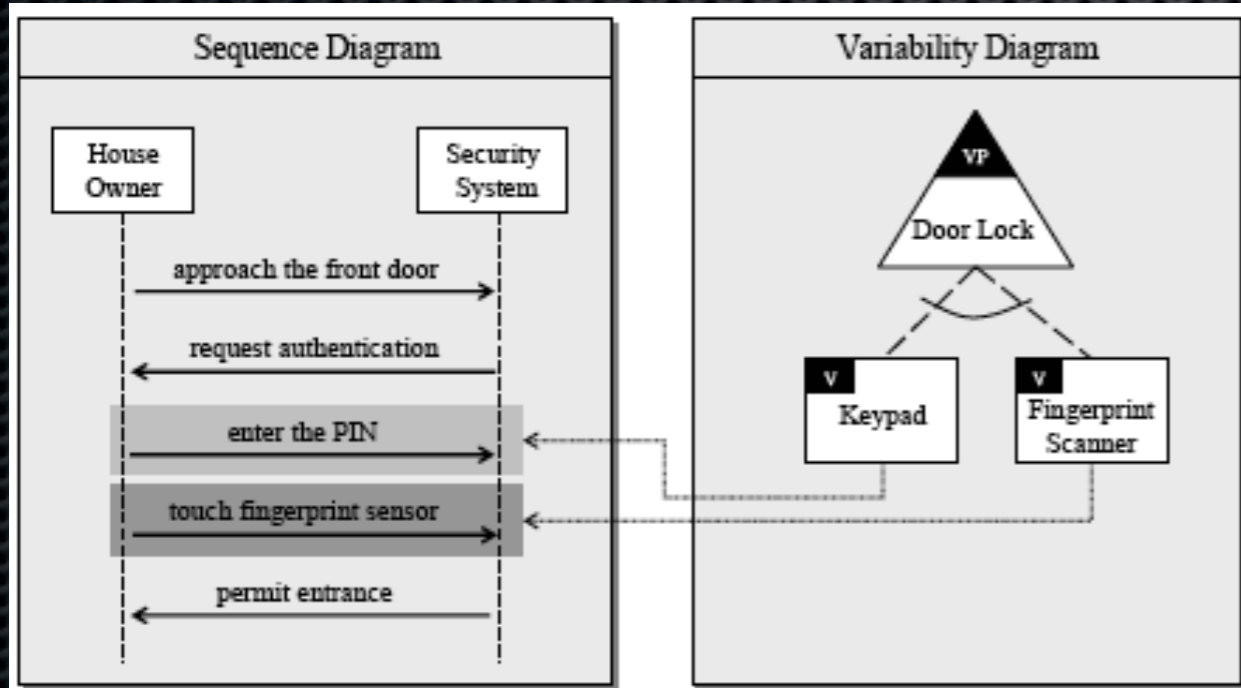 Sequence Diagram
House
Owner
Security
System
approach the front door
request authentication
enter the PIN
touch fingerprint sensor
permit entrance
Variability Diagram
VP
Door Lock
V
Keypad
V
Fingerprint
Scanner